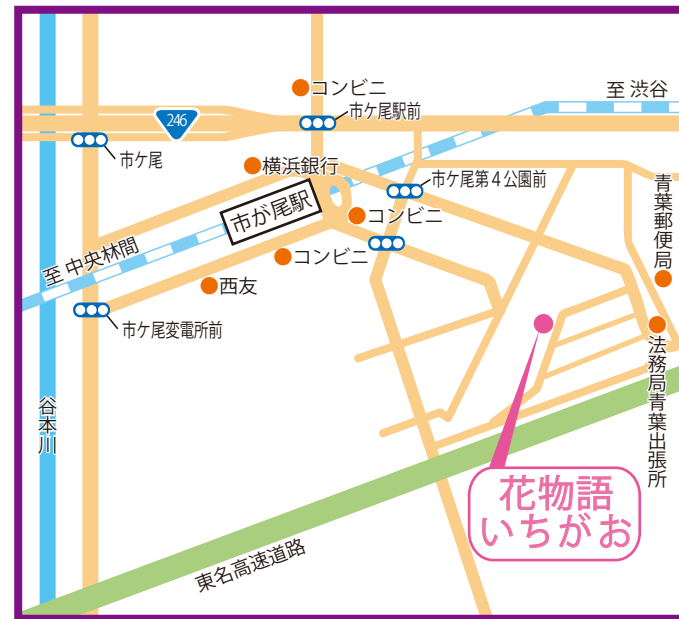 コンビニ
至 渋谷
246
市ケ尾駅前
市ケ尾
横浜銀行
市ケ尾第4公園前
青葉郵便局
市が尾駅
コンビニ
コンビニ
至 中央林間
西友
市ケ尾変電所前
法務局青葉出張所
谷本川
花物語
いちがお
東名高速道路